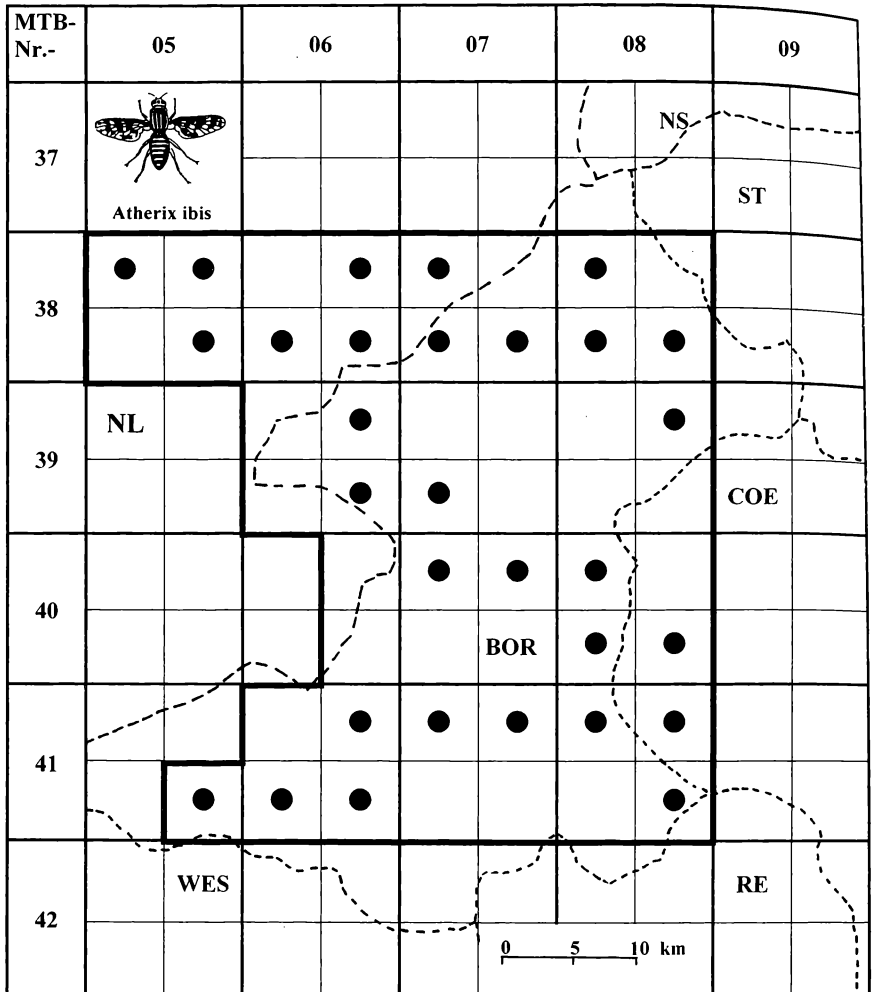 MTB-
Nr.-
05
06
07
08
09
37
NS
ST
Atherix ibis
38
NL
39
COE
40
BOR
41
WES
RE
42
0 5 10 km